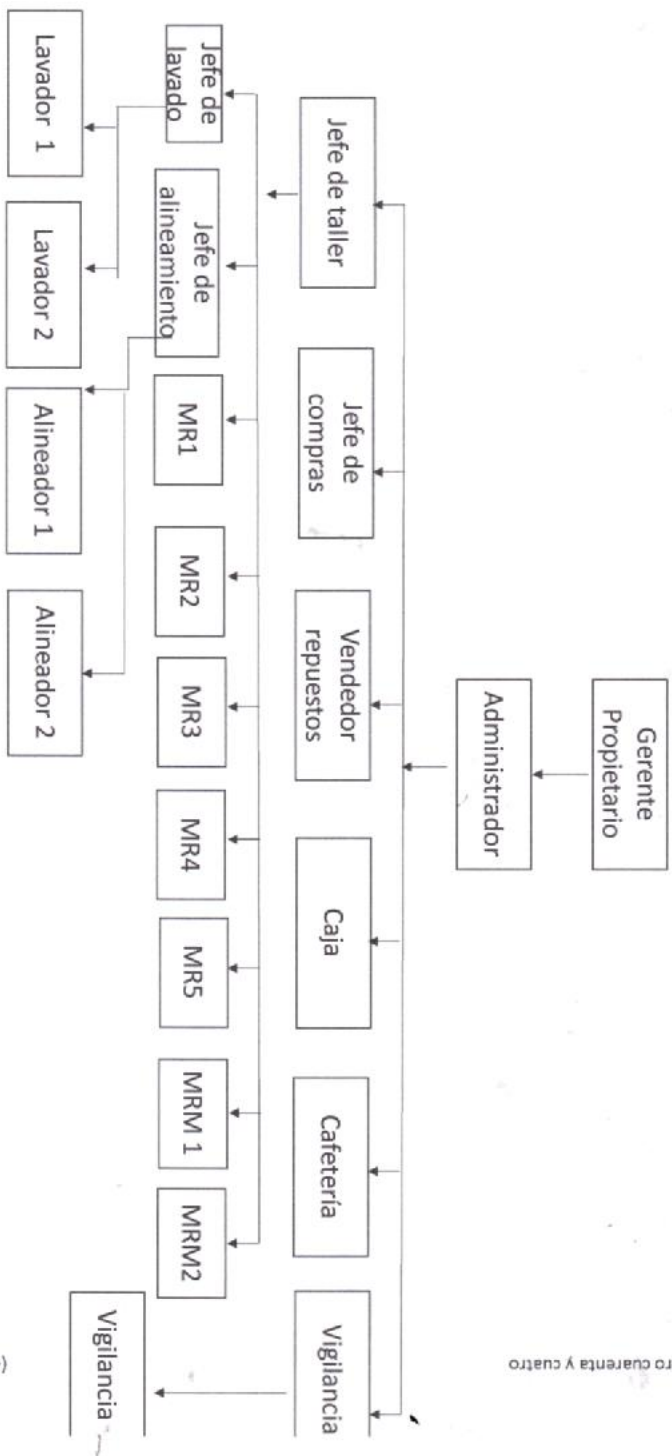 Gerente
Propietario
Administrador
Jefe de taller
Jefe de
compras
Vendedor
repuestos
Caja
Cafetería
Vigilancia
Jefe de
lavado
Jefe de
alineamiento
MR1
MR2
MR3
MR4
MR5
MRM 1
MRM2
Vigilancia
Lavador 1
Lavador 2
Alineador 1
Alineador 2
ro cuarenta y cuatro